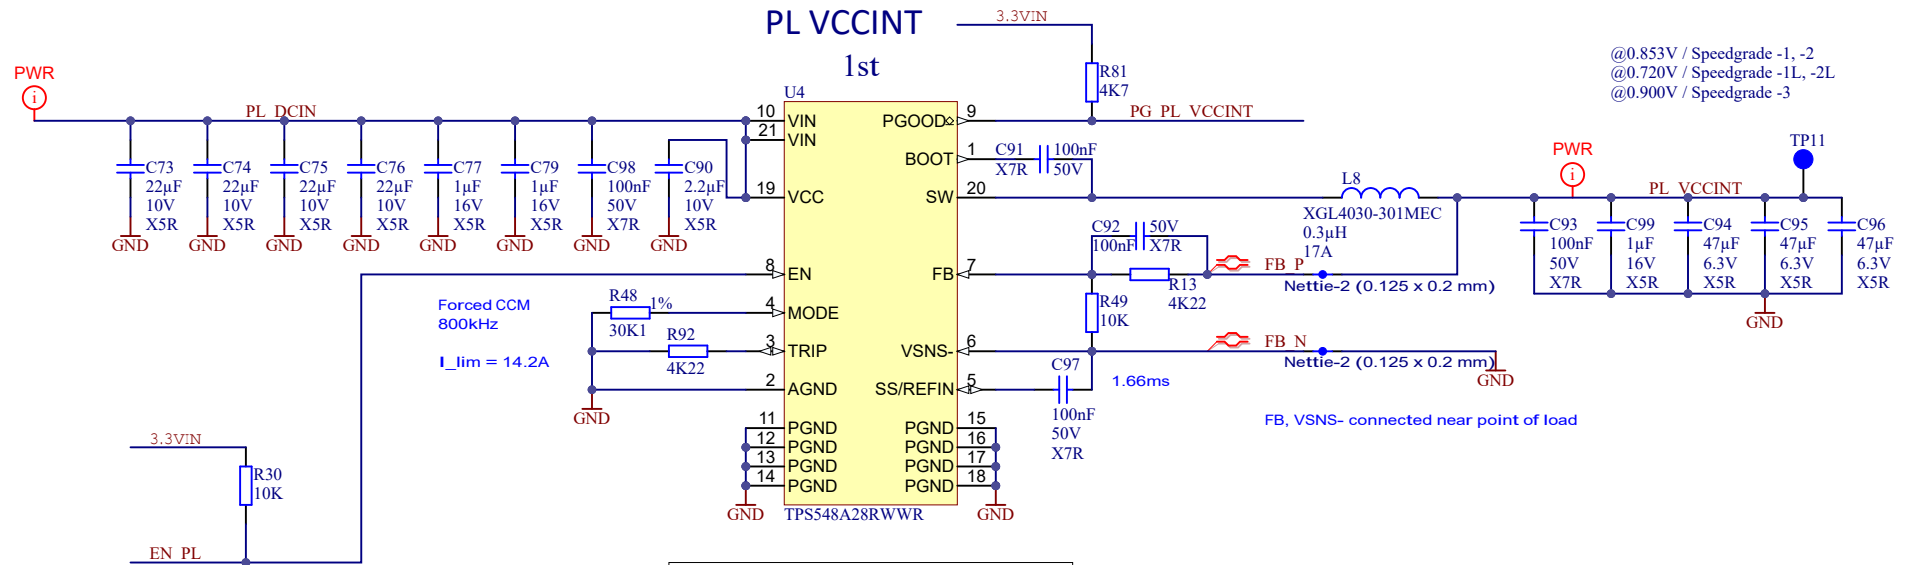 PL VCCINT
1st
3.3VIN
@0.853V / Speedgrade -1, -2
@0.720V / Speedgrade -1L, -2L
@0.900V / Speedgrade -3
PWR
i
PL_DCIN
C73
22µF
10V
X5R
GND
C74
22µF
10V
X5R
GND
C75
22µF
10V
X5R
GND
C76
22µF
10V
X5R
GND
C77
1µF
16V
X5R
GND
C79
1µF
16V
X5R
GND
C98
100nF
50V
X7R
GND
C90
2.2µF
10V
X5R
GND
U4
10 VIN
21 VIN
19 VCC
8 EN
4 MODE
3 TRIP
2 AGND
11 PGND
12 PGND
13 PGND
14 PGND
PGOOD 9
BOOT 1
SW 20
FB 7
VSNS- 6
SS/REFIN 5
PGND 15
PGND 16
PGND 17
PGND 18
TPS548A28RWWR
GND
GND
R81
4K7
PG_PL_VCCINT
C91 100nF
X7R 50V
L8
XGL4030-301MEC
0.3µH
17A
C92 50V
100nF X7R
R13
4K22
FB_P
Nettie-2 (0.125 x 0.2 mm)
R49
10K
FB_N
Nettie-2 (0.125 x 0.2 mm)
GND
C97
100nF
50V
X7R
1.66ms
FB, VSNS- connected near point of load
PWR
i
PL_VCCINT
TP11
C93
100nF
50V
X7R
C99
1µF
16V
X5R
C94
47µF
6.3V
X5R
C95
47µF
6.3V
X5R
C96
47µF
6.3V
X5R
GND
Forced CCM
800kHz
I_lim = 14.2A
R48 1%
30K1
R92
4K22
GND
3.3VIN
R30
10K
EN_PL